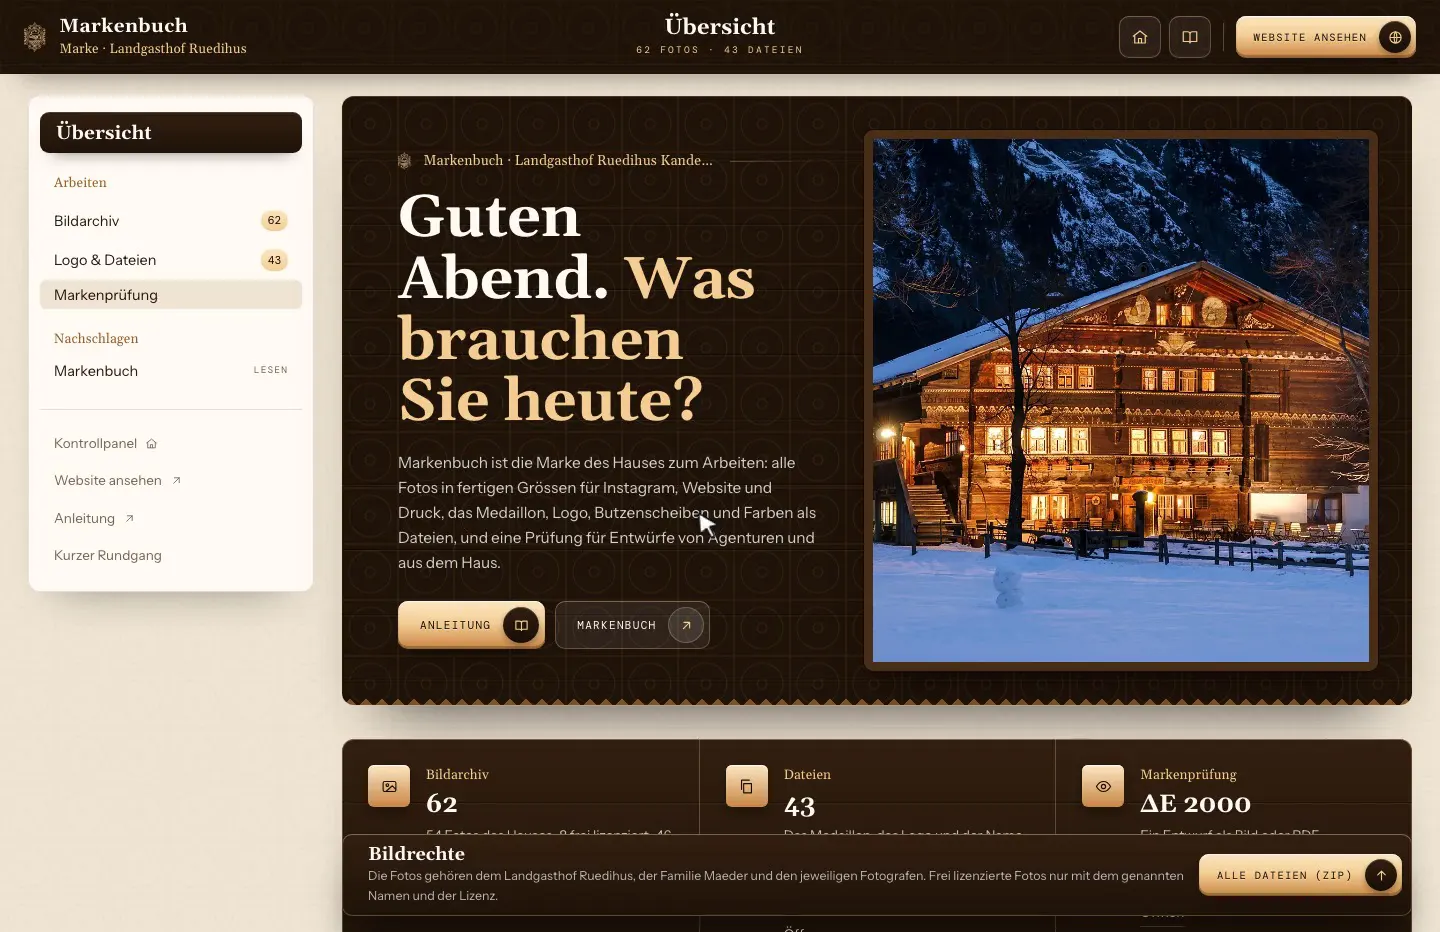 Markenbuch
Marke · Landgasthof Ruedihus
Übersicht
62 FOTOS · 43 DATEIEN
WEBSITE ANSEHEN
Übersicht
Arbeiten
Bildarchiv 62
Logo & Dateien 43
Markenprüfung
Nachschlagen
Markenbuch LESEN
Kontrollpanel
Website ansehen
Anleitung
Kurzer Rundgang
Markenbuch · Landgasthof Ruedihus Kande...
Guten
Abend. Was
brauchen
Sie heute?
Markenbuch ist die Marke des Hauses zum Arbeiten: alle
Fotos in fertigen Grössen für Instagram, Website und
Druck, das Medaillon, Logo, Butzenscheiben und Farben als
Dateien, und eine Prüfung für Entwürfe von Agenturen und
aus dem Haus.
ANLEITUNG
MARKENBUCH
Bildarchiv
62
Dateien
43
Markenprüfung
ΔE 2000
Bildrechte
Die Fotos gehören dem Landgasthof Ruedihus, der Familie Maeder und den jeweiligen Fotografen. Frei lizenzierte Fotos nur mit dem genannten
Namen und der Lizenz.
ALLE DATEIEN (ZIP)